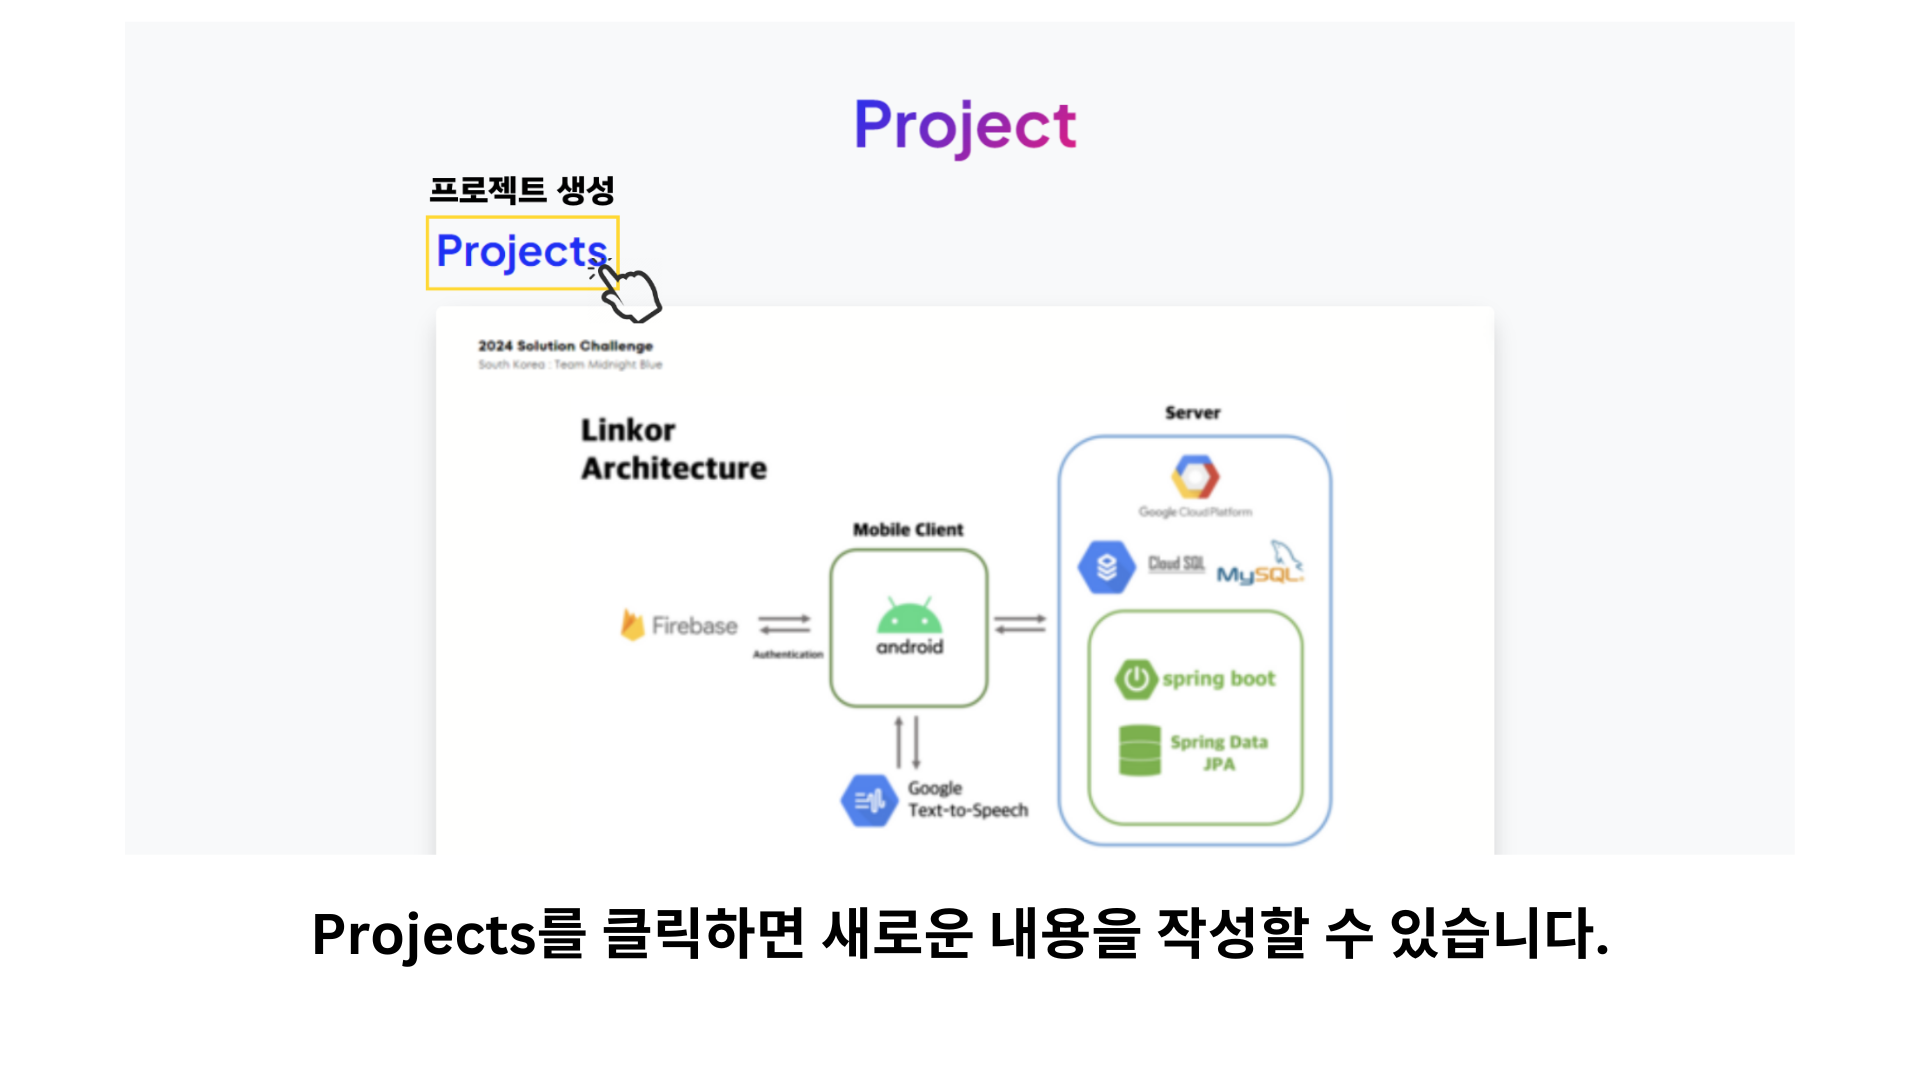 Project
프로젝트 생성
Projects
2024 Solution Challenge
South Korea : Team Midnight Blue
Linkor
Architecture
Server
Google Cloud Platform
Mobile Client
Cloud SQL
MySQL
Firebase
Authentication
android
spring boot
Spring Data
JPA
Google
Text-to-Speech
Projects를 클릭하면 새로운 내용을 작성할 수 있습니다.